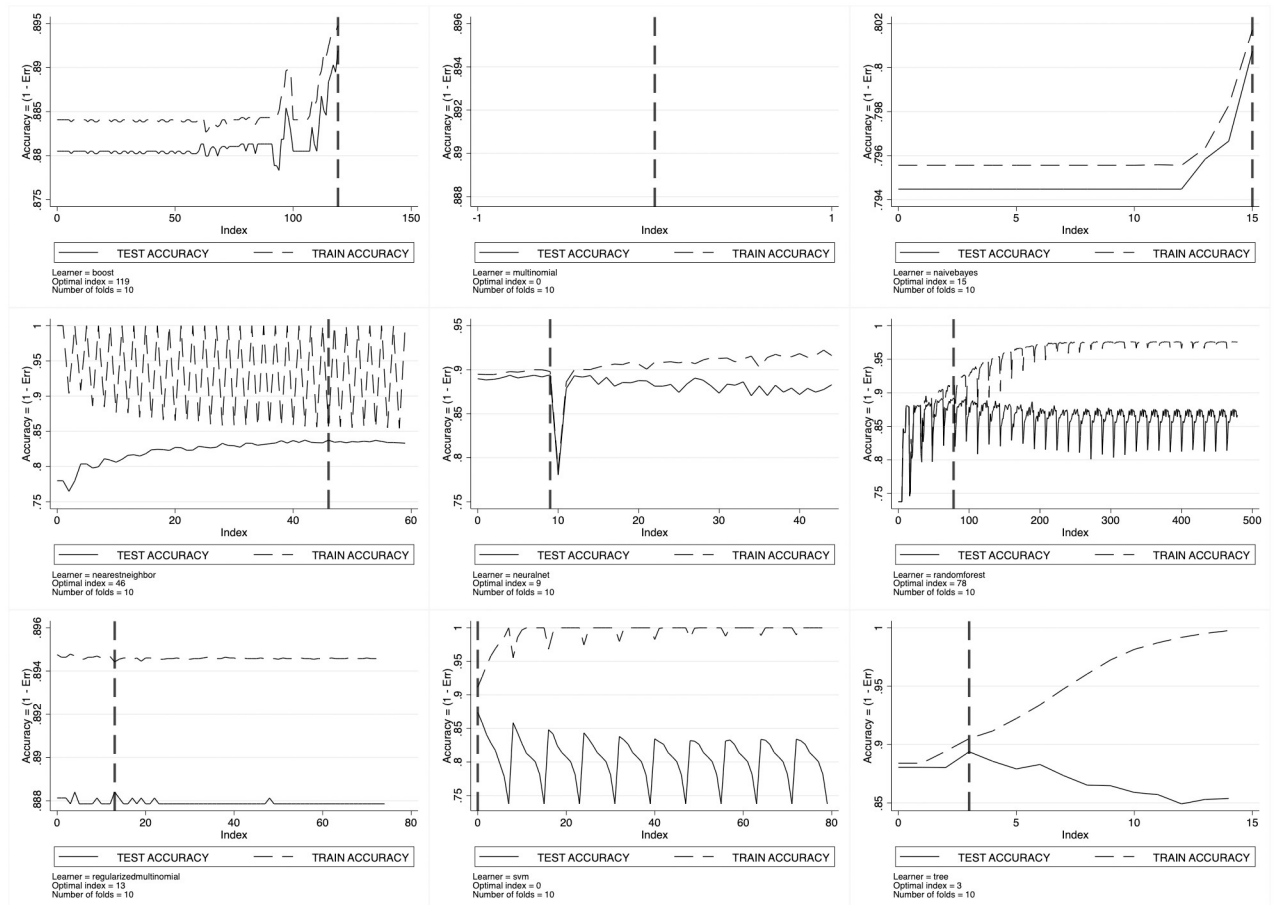 Accuracy = (1 - Err)
.895
.89
.885
.88
.875
0 50 100 150
Index
TEST ACCURACY TRAIN ACCURACY
Learner = boost
Optimal index = 119
Number of folds = 10
Accuracy = (1 - Err)
.896
.894
.892
.89
.888
-1 1
Index
TEST ACCURACY TRAIN ACCURACY
Learner = multinomial
Optimal index = 0
Number of folds = 10
Accuracy = (1 - Err)
.802
.8
.798
.796
.794
0 5 10 15
Index
TEST ACCURACY TRAIN ACCURACY
Learner = naivebayes
Optimal index = 15
Number of folds = 10
Accuracy = (1 - Err)
1
.95
.9
.85
.8
.75
0 20 40 60
Index
TEST ACCURACY TRAIN ACCURACY
Learner = nearestneighbor
Optimal index = 46
Number of folds = 10
Accuracy = (1 - Err)
.95
.9
.85
.8
.75
0 10 20 30 40
Index
TEST ACCURACY TRAIN ACCURACY
Learner = neuralnet
Optimal index = 9
Number of folds = 10
Accuracy = (1 - Err)
1
.95
.9
.85
.8
.75
0 100 200 300 400 500
Index
TEST ACCURACY TRAIN ACCURACY
Learner = randomforest
Optimal index = 78
Number of folds = 10
Accuracy = (1 - Err)
.896
.894
.892
.89
.888
0 20 40 60 80
Index
TEST ACCURACY TRAIN ACCURACY
Learner = regularizedmultinomial
Optimal index = 13
Number of folds = 10
Accuracy = (1 - Err)
1
.95
.9
.85
.8
.75
0 20 40 60 80
Index
TEST ACCURACY TRAIN ACCURACY
Learner = svm
Optimal index = 0
Number of folds = 10
Accuracy = (1 - Err)
1
.95
.9
.85
0 5 10 15
Index
TEST ACCURACY TRAIN ACCURACY
Learner = tree
Optimal index = 3
Number of folds = 10